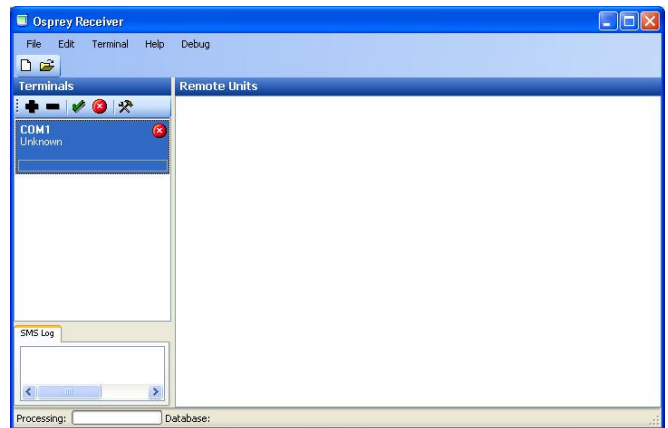 Osprey Receiver
File Edit Terminal Help Debug
Terminals
Remote Units
COM1
Unknown
SMS Log
Processing: Database: